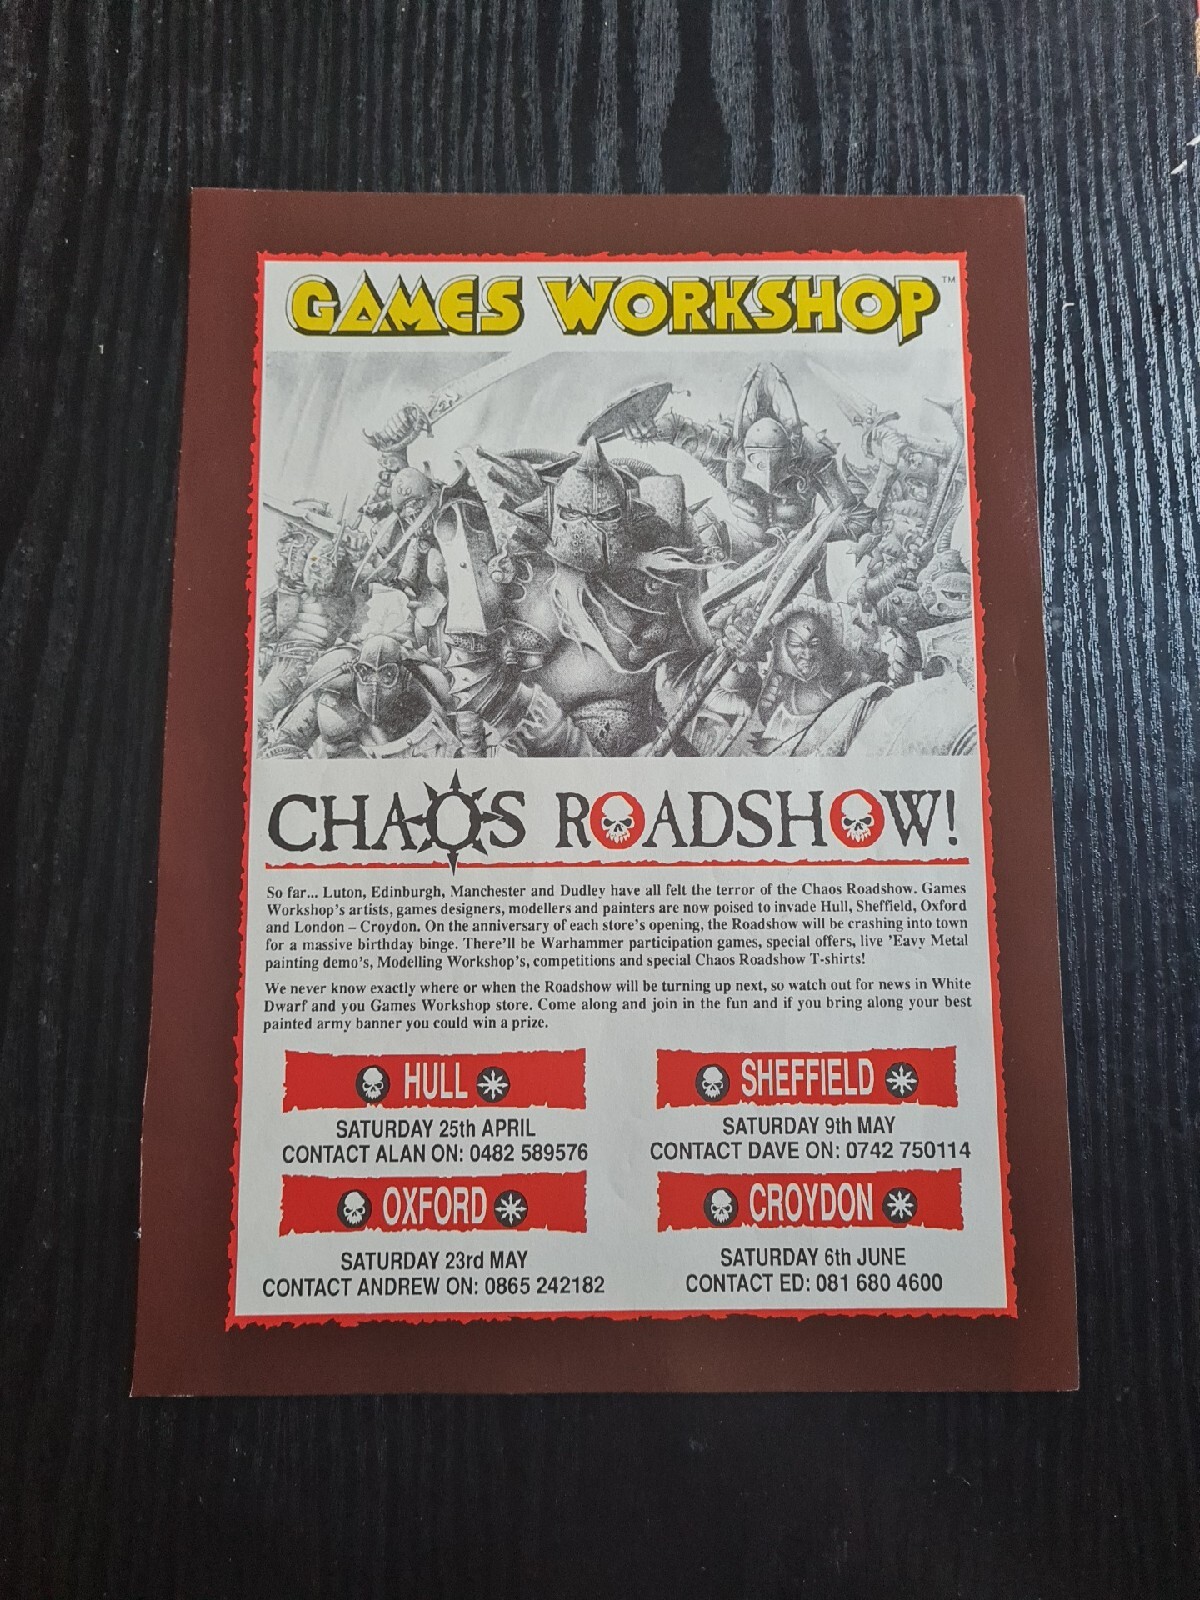 GAMES WORKSHOP™
CHAOS ROADSHOW!
So far... Luton, Edinburgh, Manchester and Dudley have all felt the terror of the Chaos Roadshow. Games
Workshop's artists, games designers, modellers and painters are now poised to invade Hull, Sheffield, Oxford
and London – Croydon. On the anniversary of each store's opening, the Roadshow will be crashing into town
for a massive birthday binge. There'll be Warhammer participation games, special offers, live 'Eavy Metal
painting demo's, Modelling Workshop's, competitions and special Chaos Roadshow T-shirts!
We never know exactly where or when the Roadshow will be turning up next, so watch out for news in White
Dwarf and you Games Workshop store. Come along and join in the fun and if you bring along your best
painted army banner you could win a prize.
HULL
SATURDAY 25th APRIL
CONTACT ALAN ON: 0482 589576
SHEFFIELD
SATURDAY 9th MAY
CONTACT DAVE ON: 0742 750114
OXFORD
SATURDAY 23rd MAY
CONTACT ANDREW ON: 0865 242182
CROYDON
SATURDAY 6th JUNE
CONTACT ED: 081 680 4600